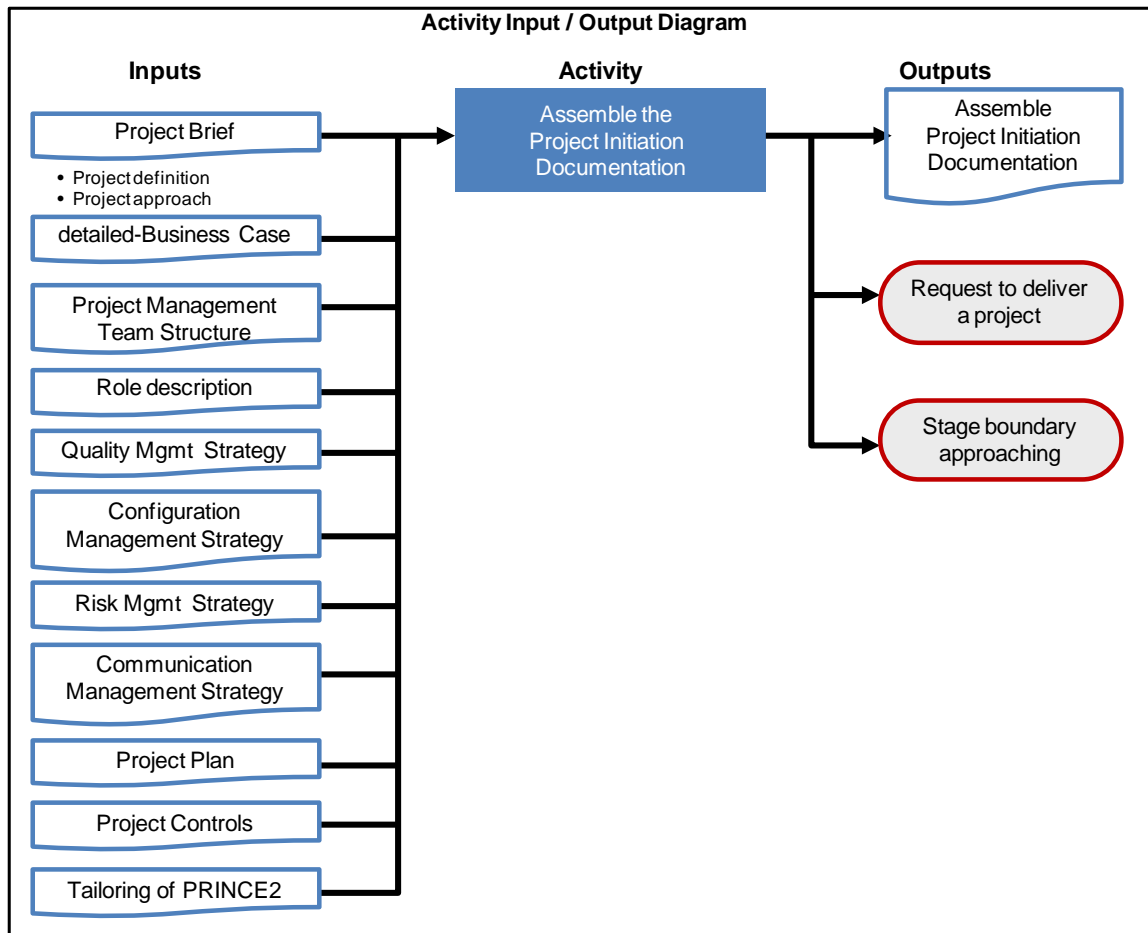 Activity Input / Output Diagram
Inputs
Activity
Outputs
Project Brief
• Project definition
• Project approach
detailed-Business Case
Project Management
Team Structure
Role description
Quality Mgmt Strategy
Configuration
Management Strategy
Risk Mgmt Strategy
Communication
Management Strategy
Project Plan
Project Controls
Tailoring of PRINCE2
Assemble the
Project Initiation
Documentation
Assemble
Project Initiation
Documentation
Request to deliver
a project
Stage boundary
approaching